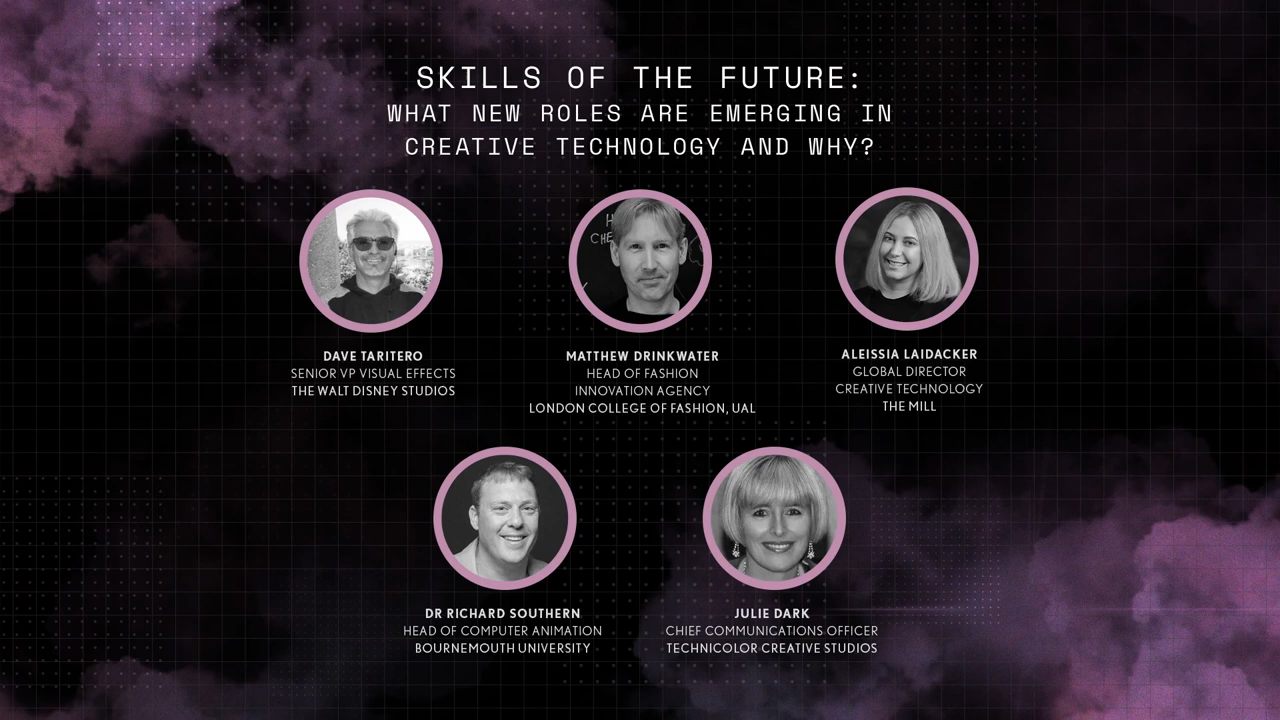 SKILLS OF THE FUTURE:
WHAT NEW ROLES ARE EMERGING IN
CREATIVE TECHNOLOGY AND WHY?
CHE
DAVE TARITERO
SENIOR VP VISUAL EFFECTS
THE WALT DISNEY STUDIOS
MATTHEW DRINKWATER
HEAD OF FASHION
INNOVATION AGENCY
LONDON COLLEGE OF FASHION, UAL
ALEISSIA LAIDACKER
GLOBAL DIRECTOR
CREATIVE TECHNOLOGY
THE MILL
DR RICHARD SOUTHERN
HEAD OF COMPUTER ANIMATION
BOURNEMOUTH UNIVERSITY
JULIE DARK
CHIEF COMMUNICATIONS OFFICER
TECHNICOLOR CREATIVE STUDIOS